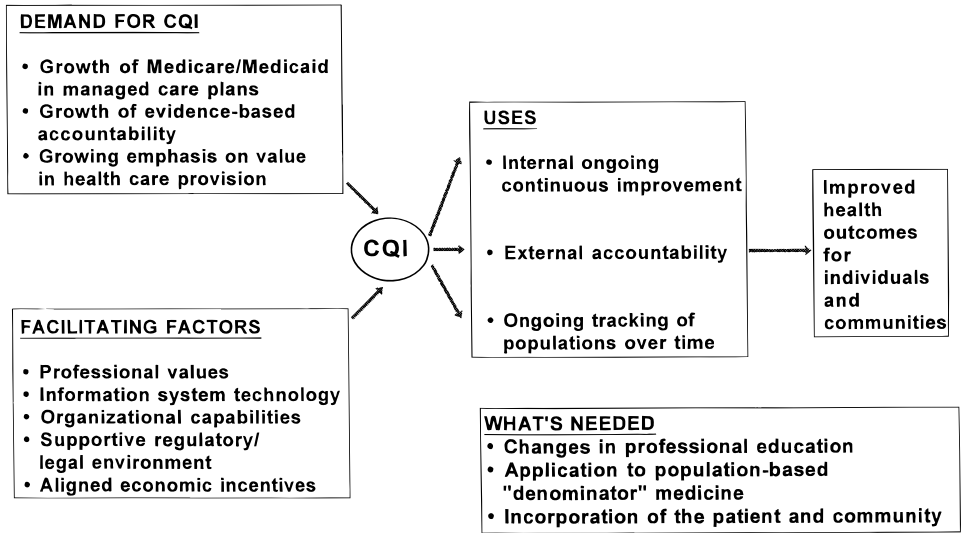 DEMAND FOR CQI
• Growth of Medicare/Medicaid
in managed care plans
• Growth of evidence-based
accountability
• Growing emphasis on value
in health care provision
FACILITATING FACTORS
• Professional values
• Information system technology
• Organizational capabilities
• Supportive regulatory/
legal environment
• Aligned economic incentives
CQI
USES
• Internal ongoing
continuous improvement
• External accountability
• Ongoing tracking of
populations over time
Improved
health
outcomes
for
individuals
and
communities
WHAT'S NEEDED
• Changes in professional education
• Application to population-based
"denominator" medicine
• Incorporation of the patient and community